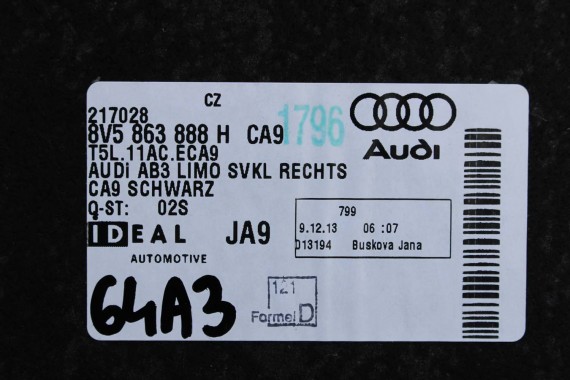 CZ
217028
8V5 863 888 H CA9
1796
T5L.11AC.ECA9
AUDi AB3 LIMO SVKL RECHTS
CA9 SCHWARZ
Q-ST: 02S
Audi
799
9.12.13 06:07
013194 Buskova Jana
IDEAL JA9
AUTOMOTIVE
64A3
121
Formel D